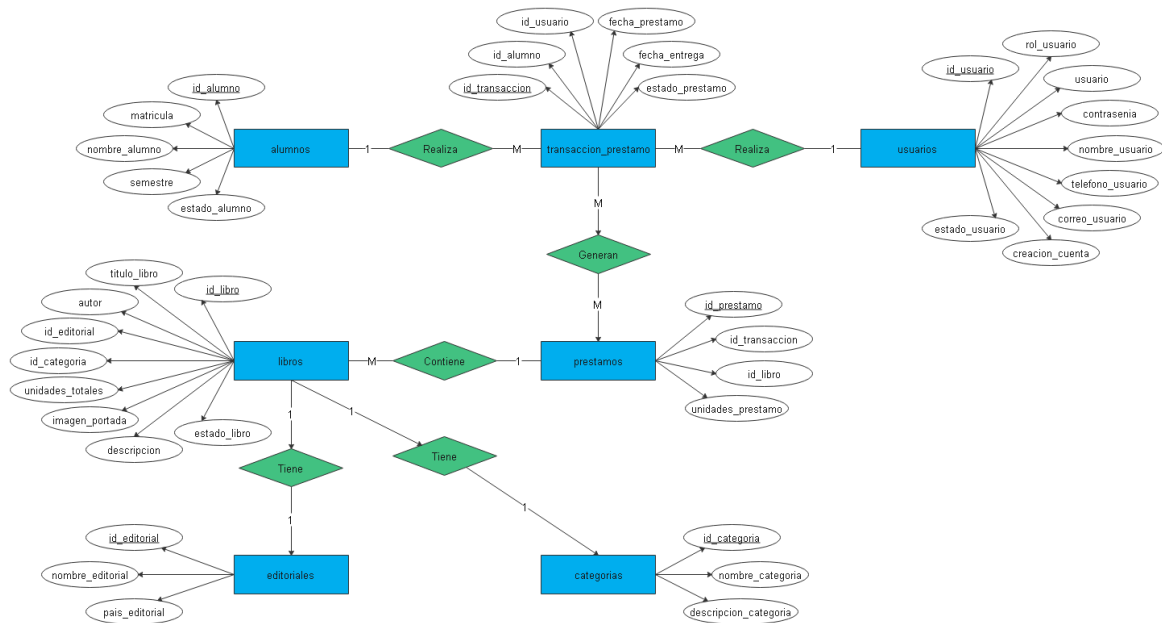 id_usuario
fecha_prestamo
rol_usuario
id_alumno
fecha_entrega
id_usuario
usuario
id_alumno
id_transaccion
estado_prestamo
matricula
contrasenia
nombre_alumno
alumnos
1
Realiza
M
transaccion_prestamo
M
Realiza
1
usuarios
nombre_usuario
semestre
telefono_usuario
estado_alumno
M
correo_usuario
estado_usuario
creacion_cuenta
Generan
titulo_libro
id_libro
autor
M
id_prestamo
id_editorial
id_transaccion
id_categoria
libros
M
Contiene
1
prestamos
id_libro
unidades_totales
unidades_prestamo
imagen_portada
1
1
estado_libro
descripcion
Tiene
Tiene
1
1
id_editorial
id_categoria
nombre_editorial
editoriales
categorias
nombre_categoria
pais_editorial
descripcion_categoria